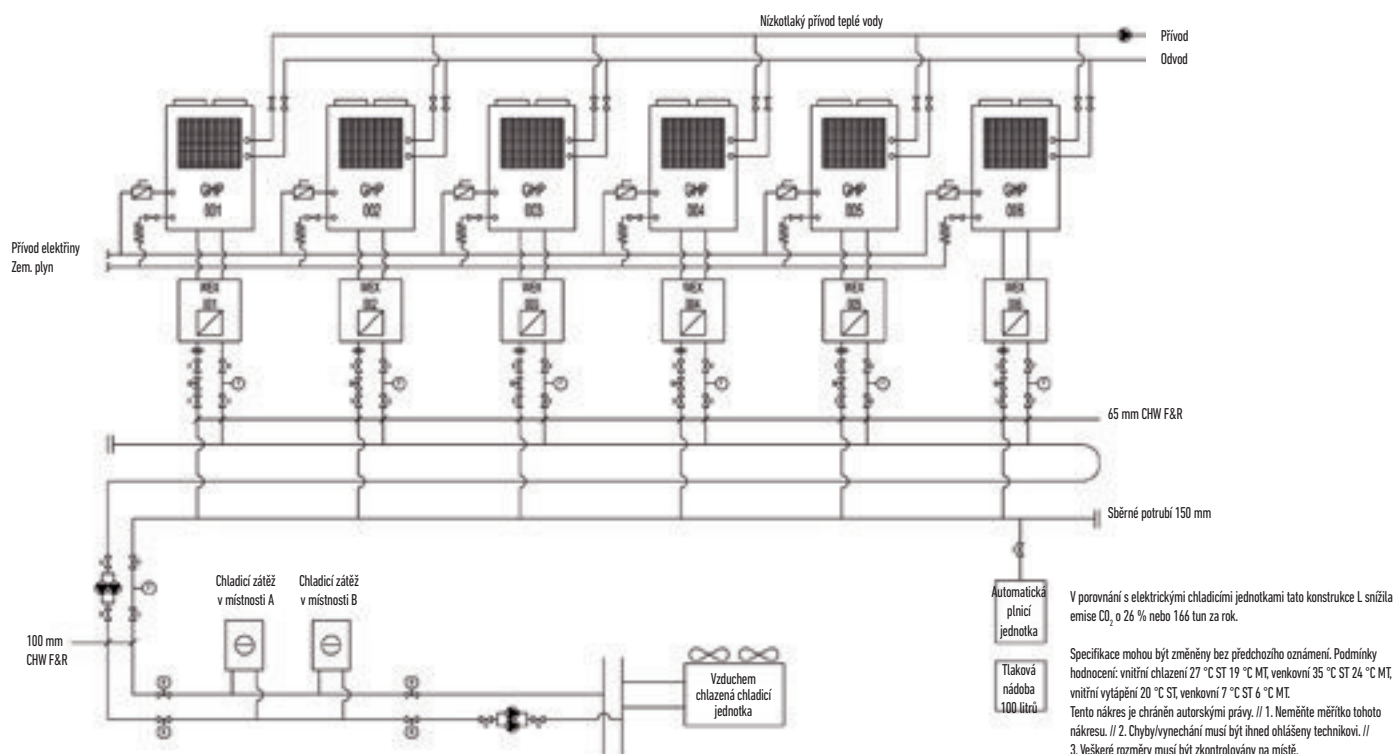 Nízkotlaký přívod teplé vody
Přívod
Odvod
GHP
001
GHP
002
GHP
003
GHP
004
GHP
005
GHP
006
Přívod elektřiny
Zem. plyn
WEX
001
WEX
002
WEX
003
WEX
004
WEX
005
WEX
006
65 mm CHW F&R
Sběrné potrubí 150 mm
Chladicí zátěž
v místnosti A
Chladicí zátěž
v místnosti B
100 mm
CHW F&R
Vzduchem
chlazená chladicí
jednotka
Automatická
plnicí
jednotka
Tlaková
nádoba
100 litrů
V porovnání s elektrickými chladicími jednotkami tato konstrukce L snížila
emise CO₂ o 26 % nebo 166 tun za rok.
Specifikace mohou být změněny bez předchozího oznámení. Podmínky
hodnocení: vnitřní chlazení 27 °C ST 19 °C MT, venkovní 35 °C ST 24 °C MT,
vnitřní vytápění 20 °C ST, venkovní 7 °C ST 6 °C MT.
Tento nákres je chráněn autorskými právy. // 1. Neměňte měřítko tohoto
nákresu. // 2. Chyby/vynechání musí být ihned ohlášeny technikovi. //
3. Veškeré rozměry musí být zkontrolovány na místě.